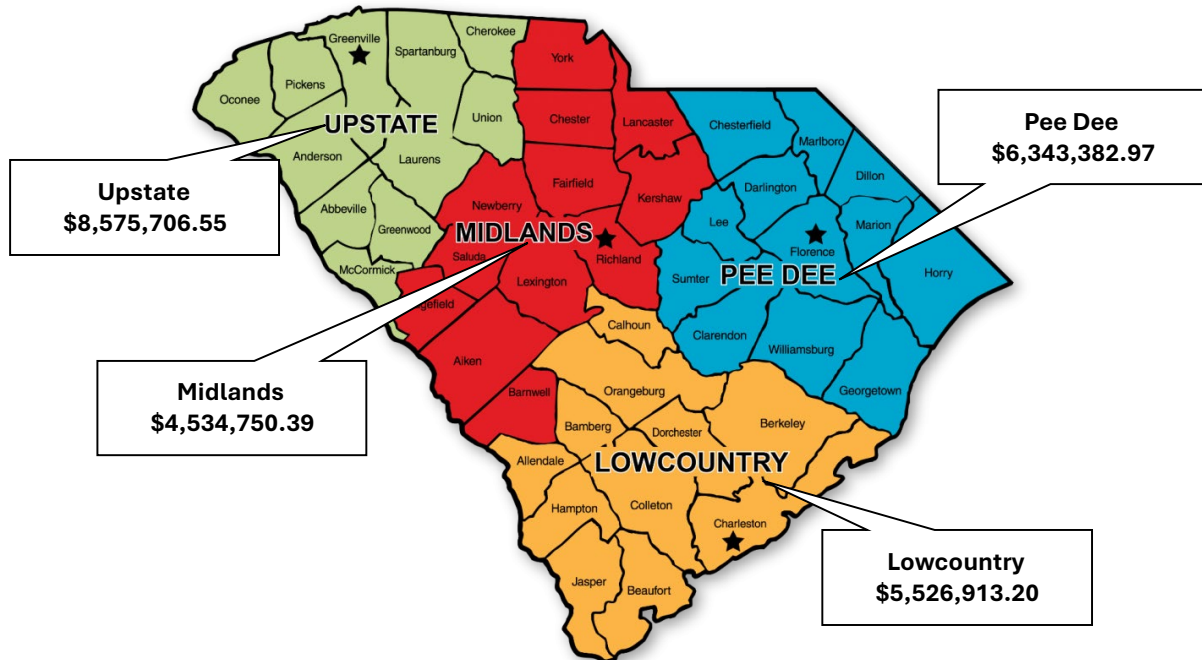 Cherokee
Greenville
Spartanburg
York
Pickens
Oconee
Union
Chester
Lancaster
Chesterfield
Marlboro
Pee Dee
$6,343,382.97
UPSTATE
Anderson
Laurens
Fairfield
Kershaw
Darlington
Dillon
Upstate
$8,575,706.55
Abbeville
Greenwood
Newberry
MIDLANDS
Lee
Marion
Florence
McCormick
Saluda
Richland
Lexington
Sumter
PEE DEE
Horry
gefield
Calhoun
Clarendon
Williamsburg
Aiken
Midlands
$4,534,750.39
Barnwell
Orangeburg
Georgetown
Bamberg
Dorchester
Berkeley
Allendale
LOWCOUNTRY
Hampton
Colleton
Charleston
Lowcountry
$5,526,913.20
Jasper
Beaufort